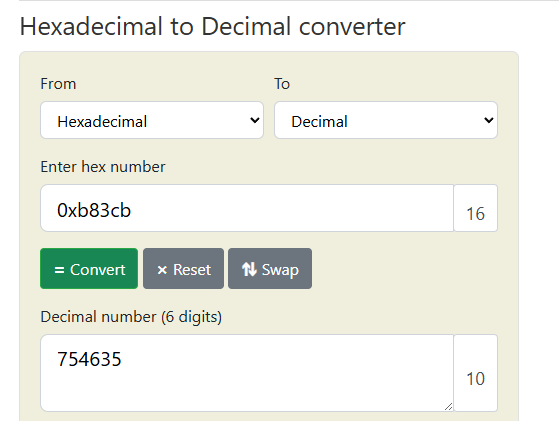 Hexadecimal to Decimal converter
From To
Hexadecimal Decimal
Enter hex number
0xb83cb 16
= Convert × Reset ⇅ Swap
Decimal number (6 digits)
754635
10